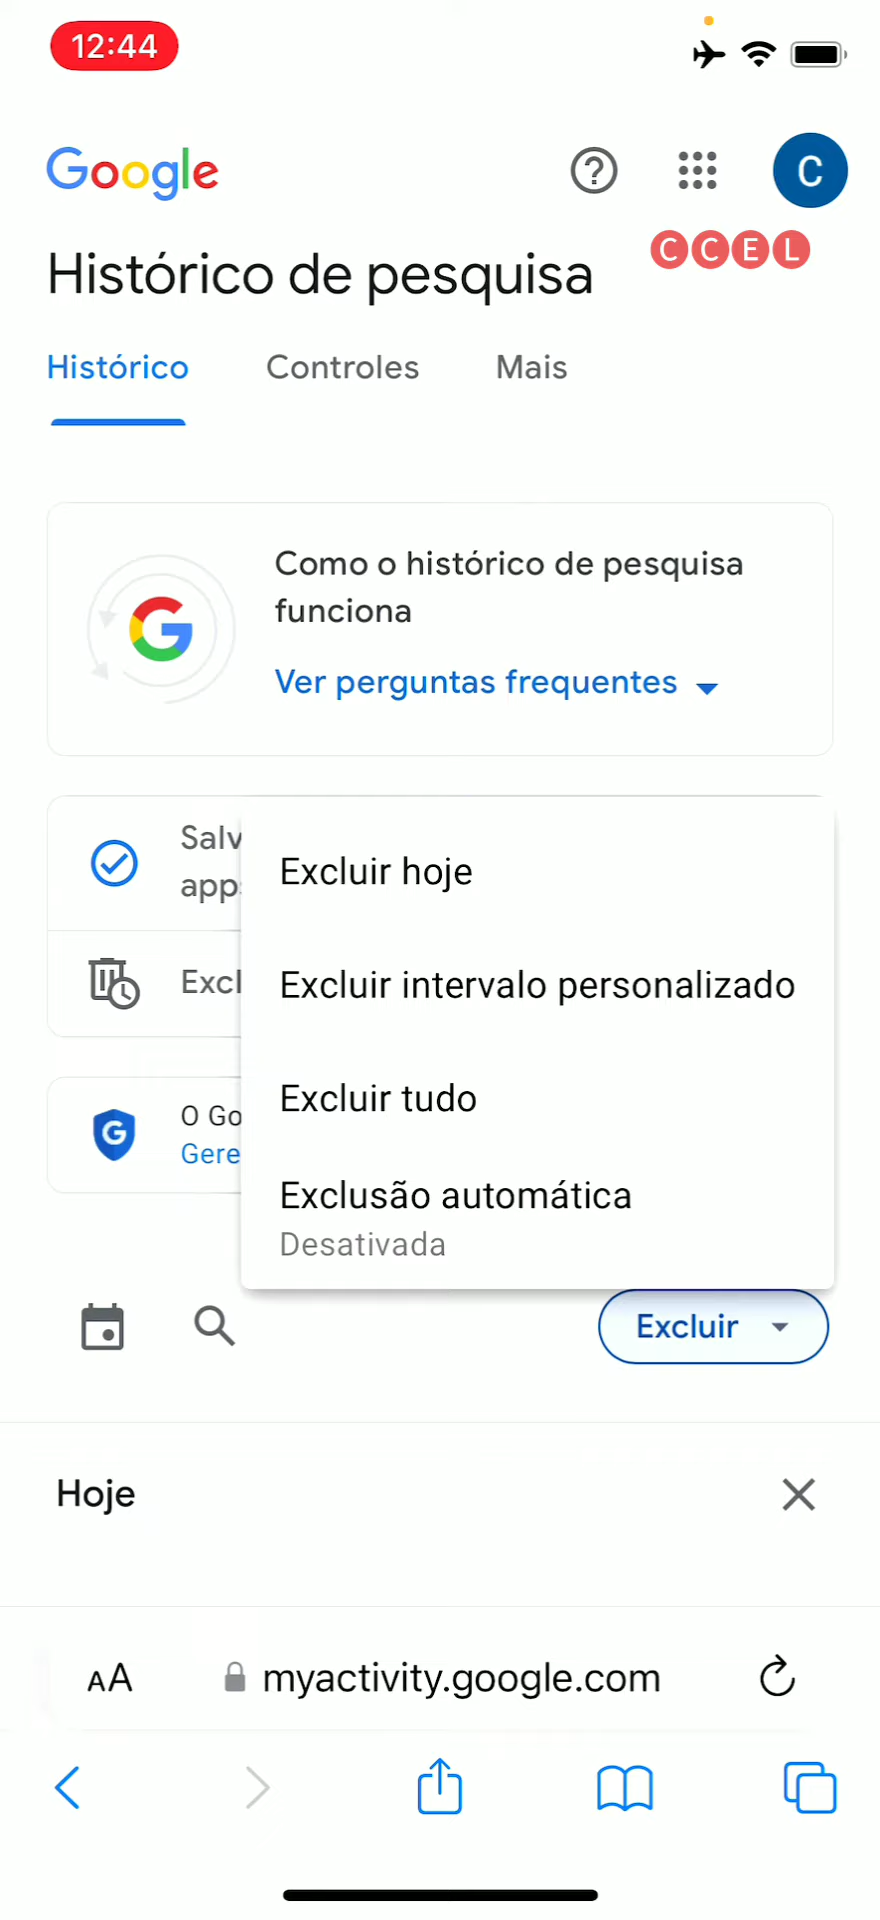 12:44
Google
C
CCEL
Histórico de pesquisa
Histórico Controles Mais
Como o histórico de pesquisa
funciona
Ver perguntas frequentes
Salv
app
Excluir hoje
Excl
Excluir intervalo personalizado
Excluir tudo
O Go
Gere
Exclusão automática
Desativada
Excluir
Hoje
AA myactivity.google.com